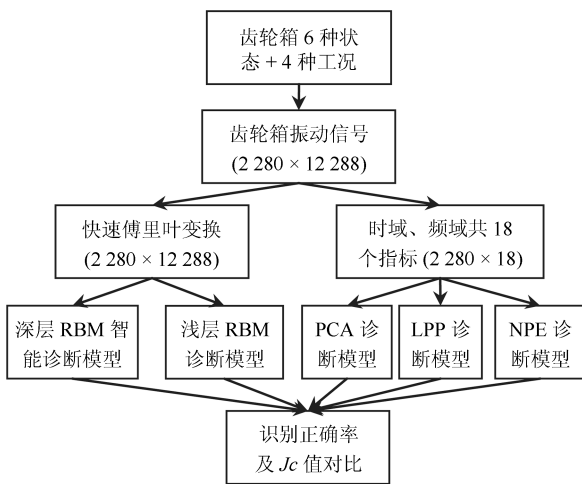 齿轮箱 6 种状
态 + 4 种工况
齿轮箱振动信号
(2 280 × 12 288)
快速傅里叶变换
(2 280 × 12 288)
时域、频域共 18
个指标 (2 280 × 18)
深层 RBM 智
能诊断模型
浅层 RBM
诊断模型
PCA 诊
断模型
LPP 诊
断模型
NPE 诊
断模型
识别正确率
及 Jc 值对比